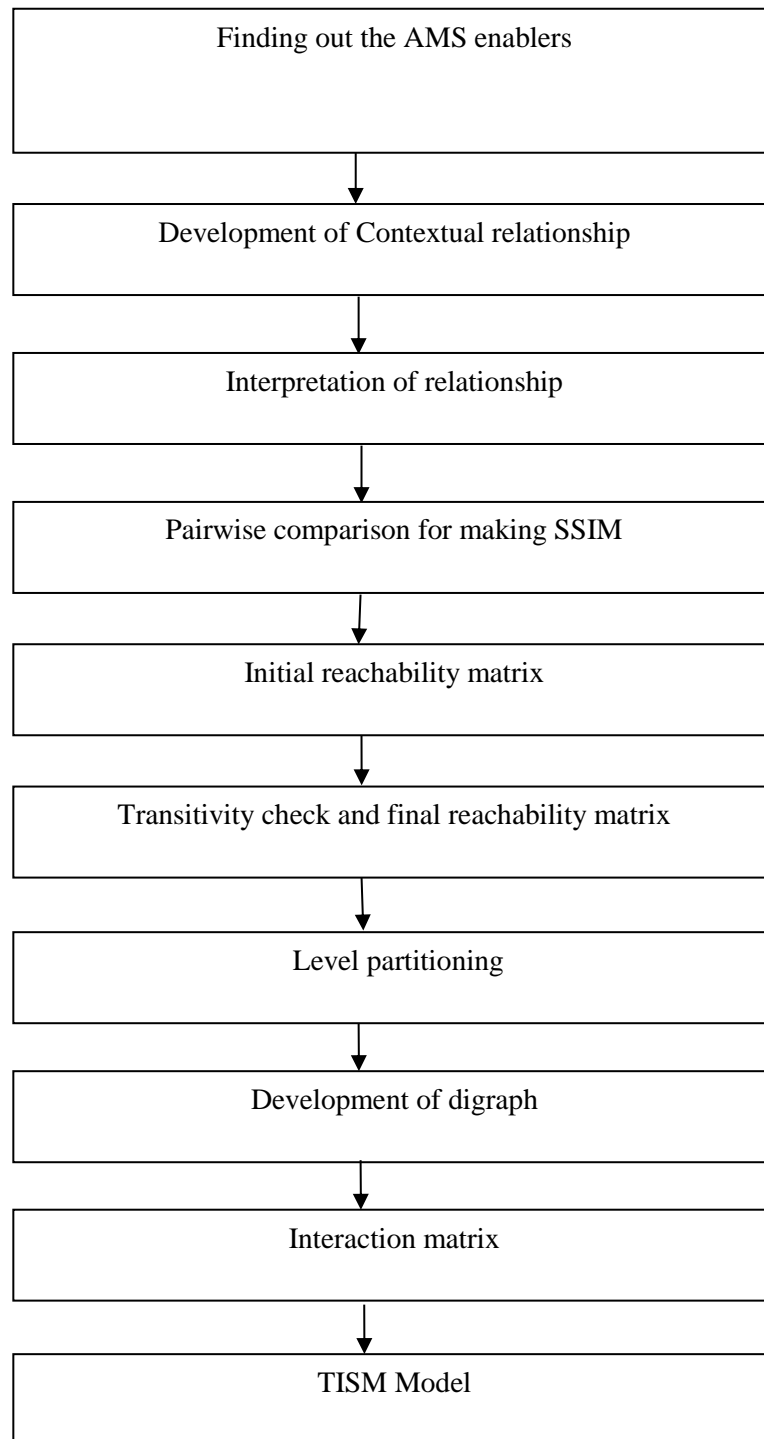 Finding out the AMS enablers
Development of Contextual relationship
Interpretation of relationship
Pairwise comparison for making SSIM
Initial reachability matrix
Transitivity check and final reachability matrix
Level partitioning
Development of digraph
Interaction matrix
TISM Model